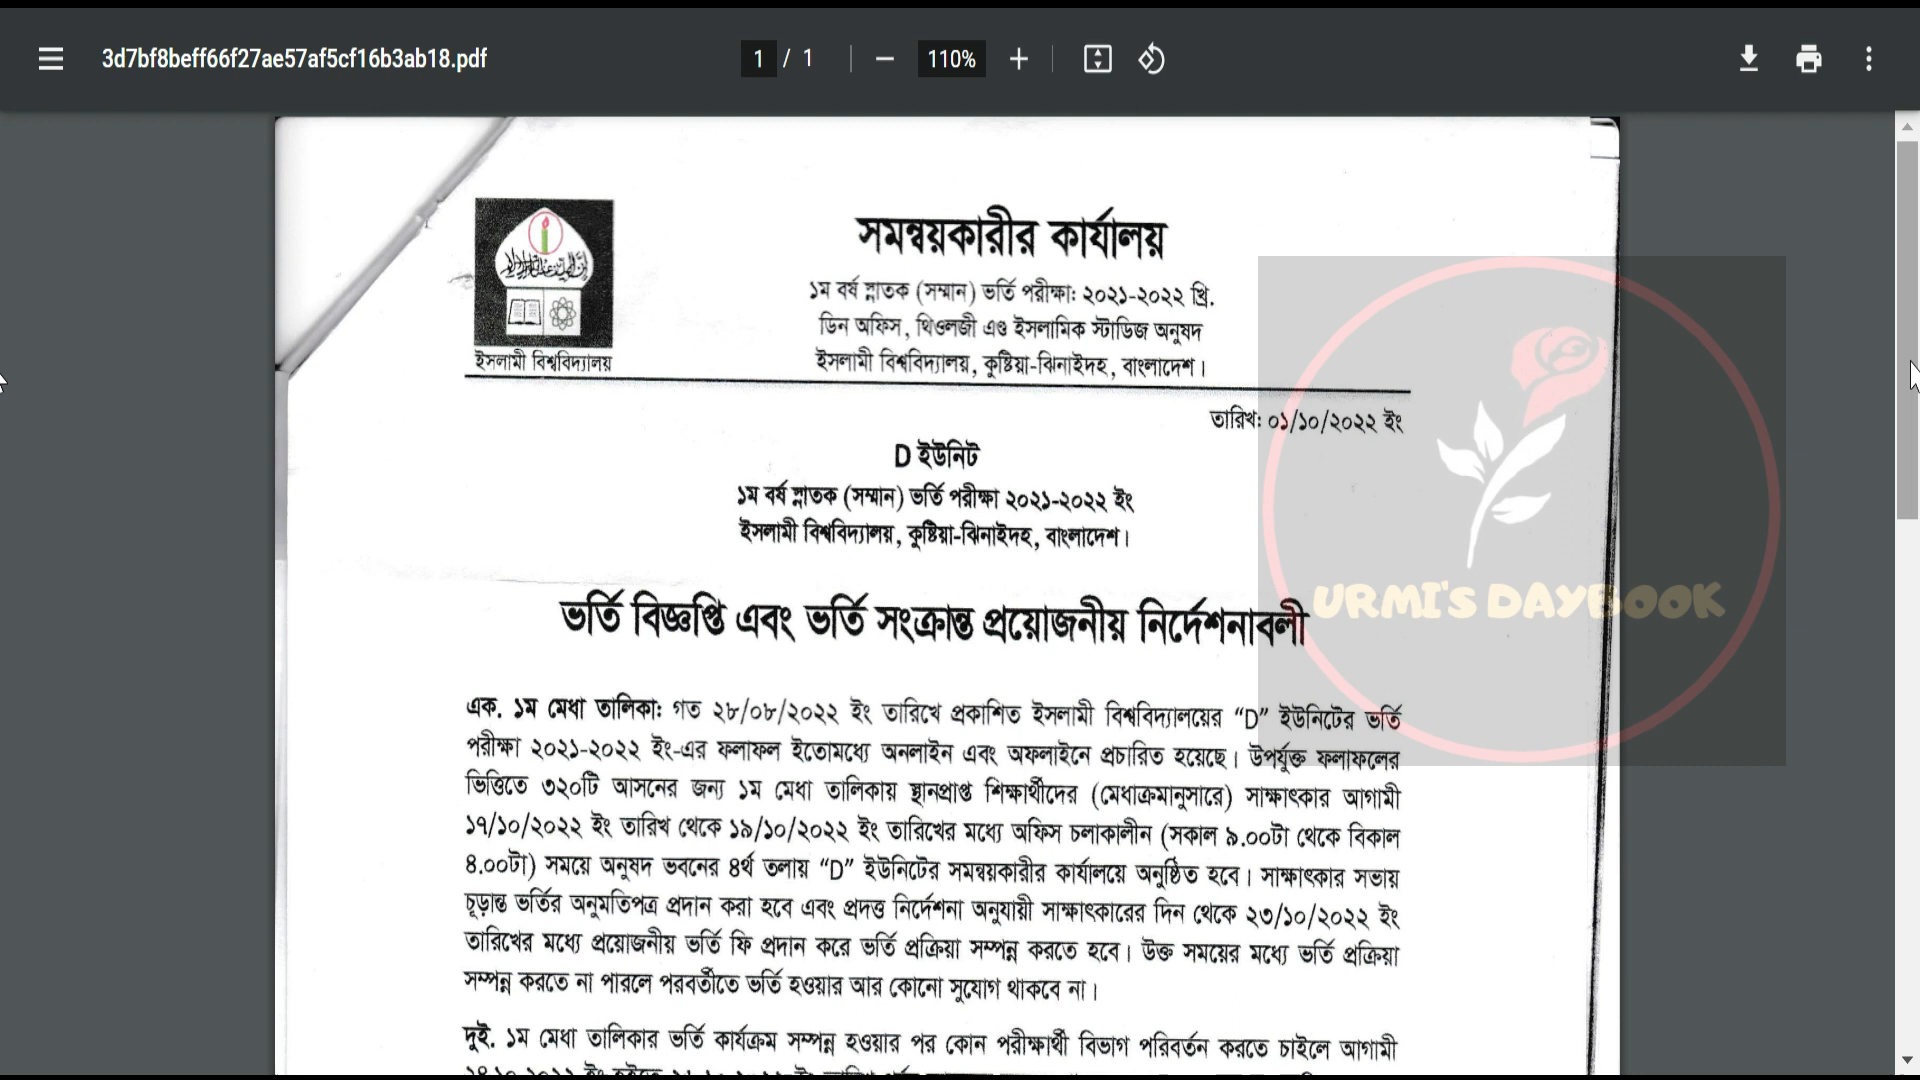 3d7bf8beff66f27ae57af5cf16b3ab18.pdf
1 / 1
110%
সমন্বয়কারীর কার্যালয়
১ম বর্ষ স্নাতক (সম্মান) ভর্তি পরীক্ষা: ২০২১-২০২২ খ্রি.
ডিন অফিস, থিওলজী এণ্ড ইসলামিক স্টাডিজ অনুষদ
ইসলামী বিশ্ববিদ্যালয়, কুষ্টিয়া-ঝিনাইদহ, বাংলাদেশ।
ইসলামী বিশ্ববিদ্যালয়
তারিখ: ০১/১০/২০২২ ইং
D ইউনিট
১ম বর্ষ স্নাতক (সম্মান) ভর্তি পরীক্ষা ২০২১-২০২২ ইং
ইসলামী বিশ্ববিদ্যালয়, কুষ্টিয়া-ঝিনাইদহ, বাংলাদেশ।
URMI'S DAYBOOK
ভর্তি বিজ্ঞপ্তি এবং ভর্তি সংক্রান্ত প্রয়োজনীয় নির্দেশনাবলী
এক. ১ম মেধা তালিকা: গত ২৮/০৮/২০২২ ইং তারিখে প্রকাশিত ইসলামী বিশ্ববিদ্যালয়ের “D” ইউনিটের ভর্তি
পরীক্ষা ২০২১-২০২২ ইং-এর ফলাফল ইতোমধ্যে অনলাইন এবং অফলাইনে প্রচারিত হয়েছে। উপর্যুক্ত ফলাফলের
ভিত্তিতে ৩২০টি আসনের জন্য ১ম মেধা তালিকায় স্থানপ্রাপ্ত শিক্ষার্থীদের (মেধাক্রমানুসারে) সাক্ষাৎকার আগামী
১৭/১০/২০২২ ইং তারিখ থেকে ১৯/১০/২০২২ ইং তারিখের মধ্যে অফিস চলাকালীন (সকাল ৯.০০টা থেকে বিকাল
৪.০০টা) সময়ে অনুষদ ভবনের ৪র্থ তলায় “D” ইউনিটের সমন্বয়কারীর কার্যালয়ে অনুষ্ঠিত হবে। সাক্ষাৎকার সভায়
চূড়ান্ত ভর্তির অনুমতিপত্র প্রদান করা হবে এবং প্রদত্ত নির্দেশনা অনুযায়ী সাক্ষাৎকারের দিন থেকে ২৩/১০/২০২২ ইং
তারিখের মধ্যে প্রয়োজনীয় ভর্তি ফি প্রদান করে ভর্তি প্রক্রিয়া সম্পন্ন করতে হবে। উক্ত সময়ের মধ্যে ভর্তি প্রক্রিয়া
সম্পন্ন করতে না পারলে পরবর্তীতে ভর্তি হওয়ার আর কোনো সুযোগ থাকবে না।
দুই. ১ম মেধা তালিকার ভর্তি কার্যক্রম সম্পন্ন হওয়ার পর কোন পরীক্ষার্থী বিভাগ পরিবর্তন করতে চাইলে আগামী